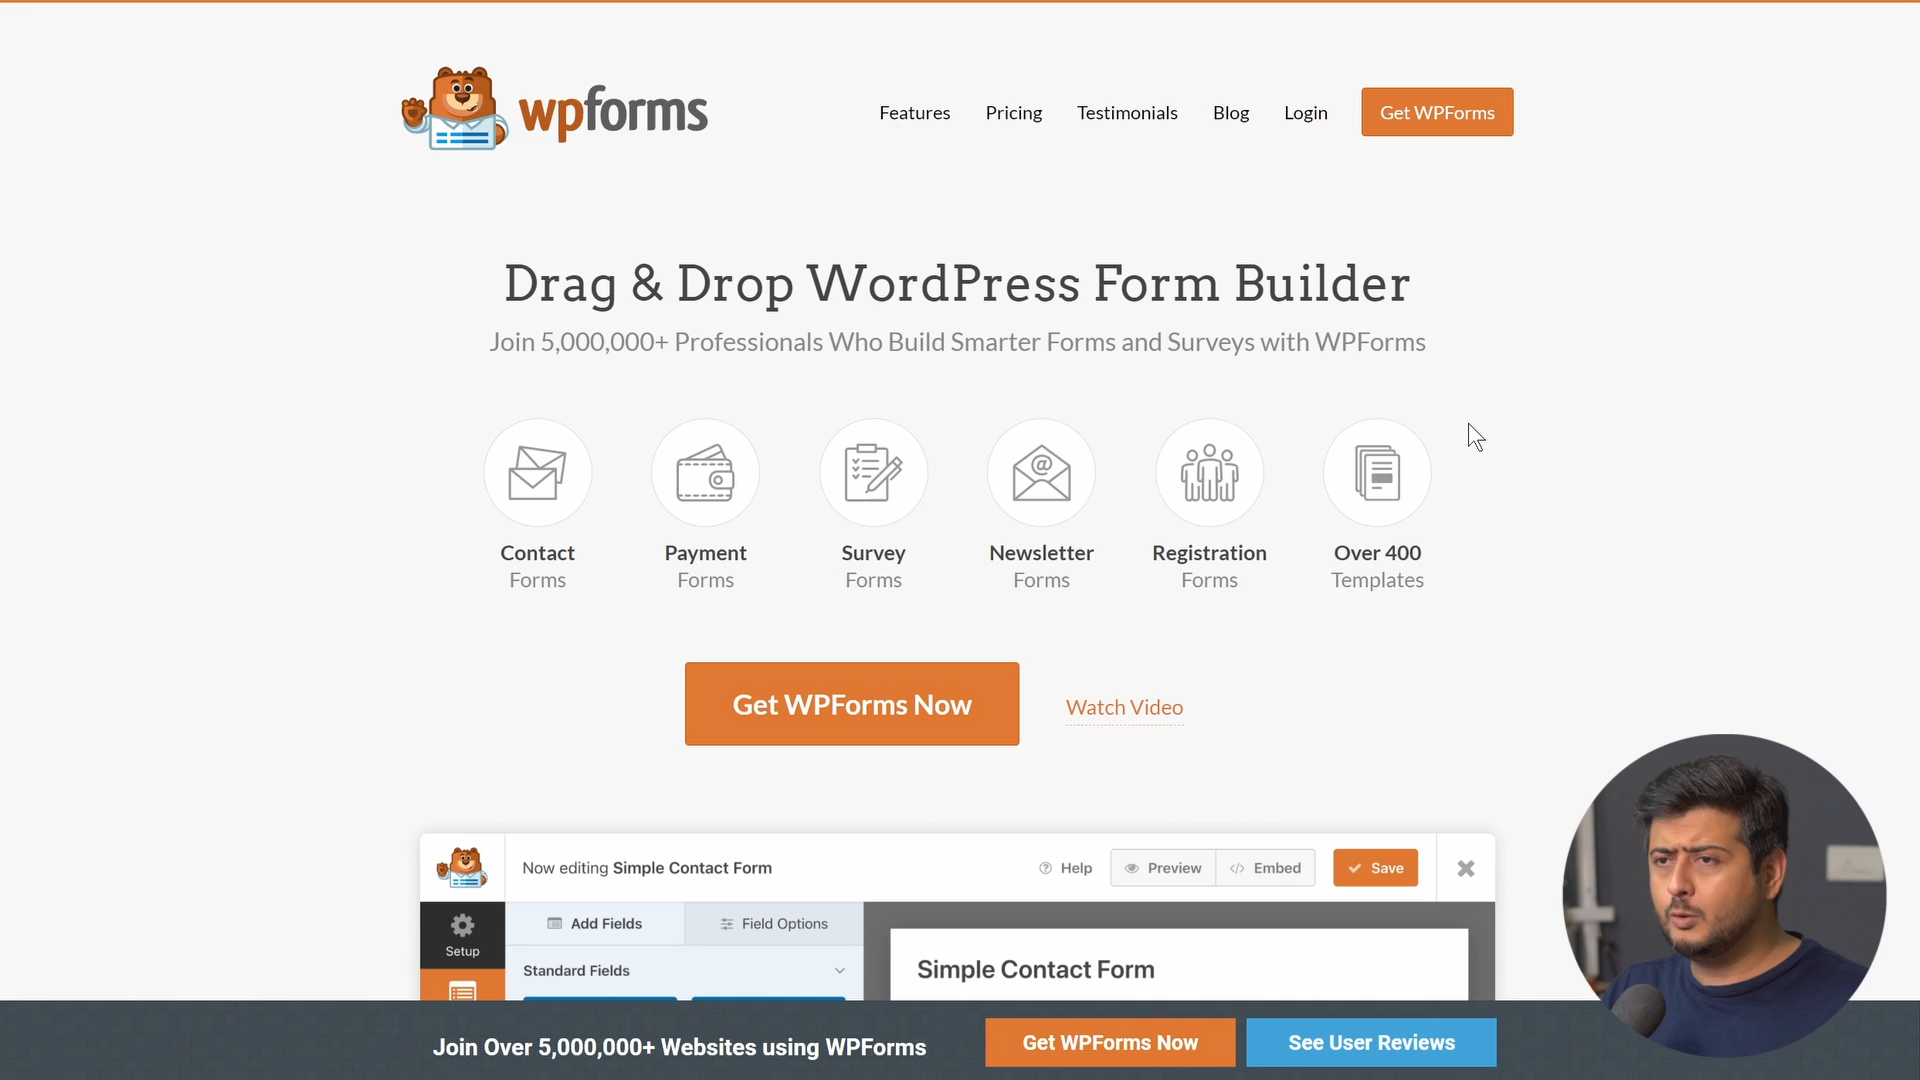 wpforms
Features Pricing Testimonials Blog Login Get WPForms
Drag & Drop WordPress Form Builder
Join 5,000,000+ Professionals Who Build Smarter Forms and Surveys with WPForms
Contact Payment Survey Newsletter Registration Over 400
Forms Forms Forms Forms Forms Templates
Get WPForms Now Watch Video
Now editing Simple Contact Form Help Preview Embed Save
Setup Add Fields Field Options
Standard Fields
Simple Contact Form
Join Over 5,000,000+ Websites using WPForms Get WPForms Now See User Reviews